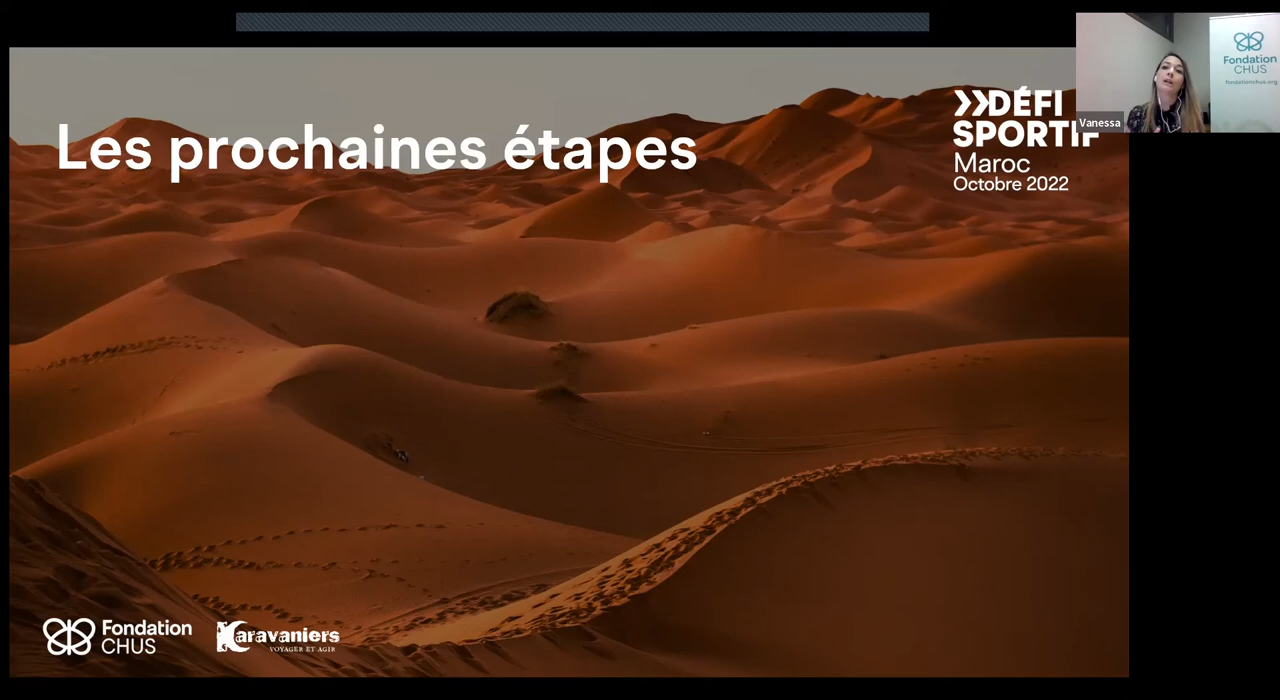 Les prochaines étapes
DÉFI
SPORTIF
Maroc
Octobre 2022
Fondation
CHUS
fondationchus.org
Vanessa
Fondation
CHUS
Karavaniers
VOYAGER ET AGIR